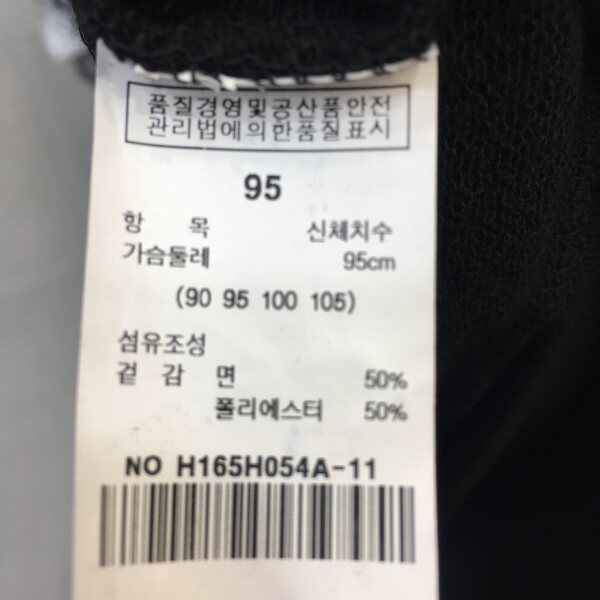 품질경영및공산품안전
관리법에의한품질표시
95
항 목 신체치수
가슴둘레 95cm
(90 95 100 105)
섬유조성
겉 감 면 50%
폴리에스터 50%
NO H165H054A-11